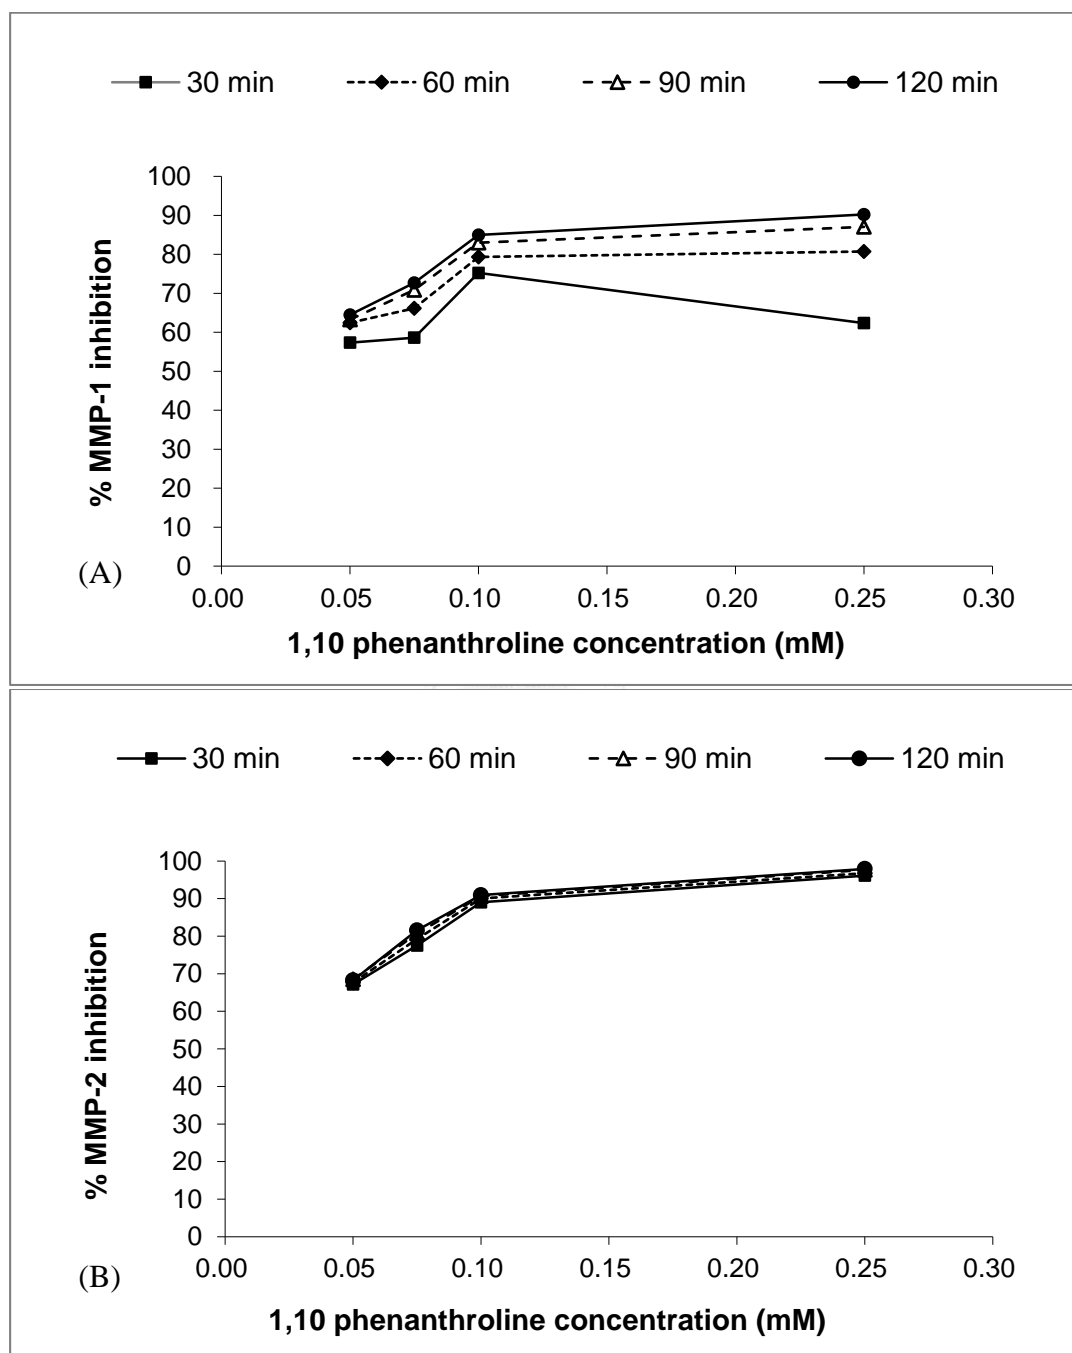 30 min 60 min 90 min 120 min
100
90
80
70
60
50
40
30
20
10
0
% MMP-1 inhibition
(A)
0.00 0.05 0.10 0.15 0.20 0.25 0.30
1,10 phenanthroline concentration (mM)
30 min 60 min 90 min 120 min
100
90
80
70
60
50
40
30
20
10
0
% MMP-2 inhibition
(B)
0.00 0.05 0.10 0.15 0.20 0.25 0.30
1,10 phenanthroline concentration (mM)